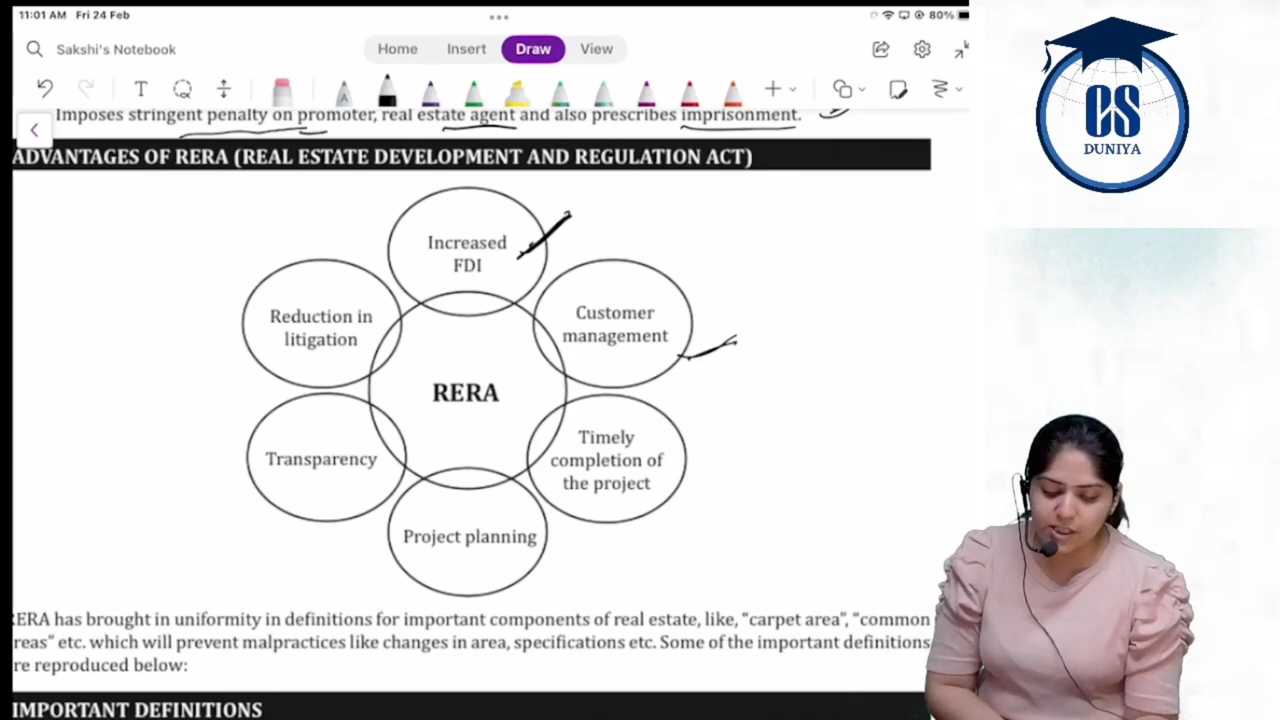 11:01 AM Fri 24 Feb
80%
Sakshi's Notebook
Home Insert Draw View
T
A
Imposes stringent penalty on promoter, real estate agent and also prescribes imprisonment.
ADVANTAGES OF RERA (REAL ESTATE DEVELOPMENT AND REGULATION ACT)
Increased
FDI
Customer
management
Timely
completion of
the project
Project planning
Transparency
Reduction in
litigation
RERA
RERA has brought in uniformity in definitions for important components of real estate, like, “carpet area”, “common
reas” etc. which will prevent malpractices like changes in area, specifications etc. Some of the important definitions
re reproduced below:
IMPORTANT DEFINITIONS
CS
DUNIYA